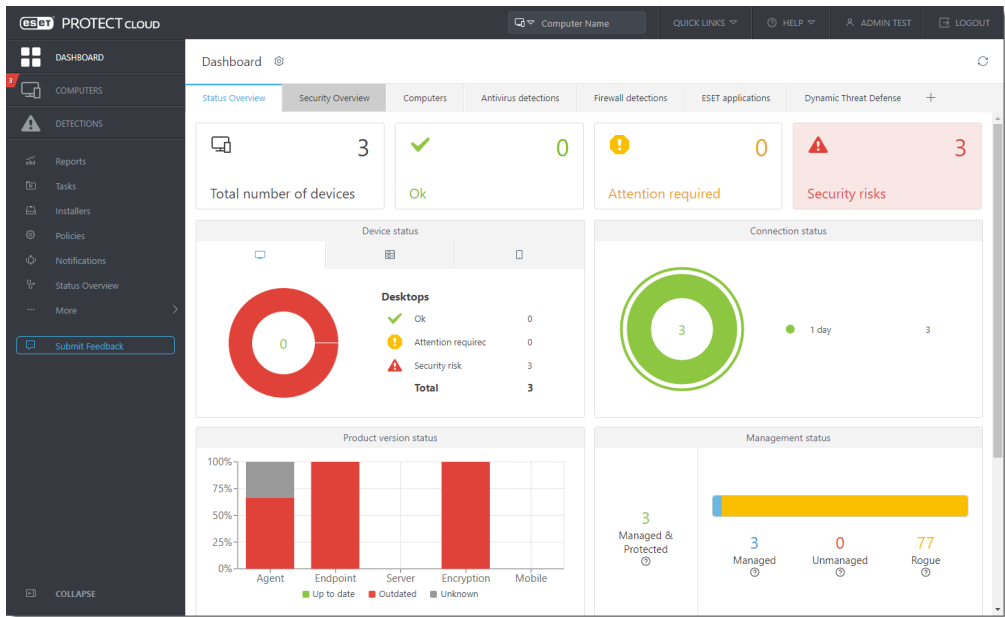 eset PROTECT CLOUD
Computer Name
QUICK LINKS
HELP
ADMIN TEST
LOGOUT
DASHBOARD
3
COMPUTERS
DETECTIONS
Reports
Tasks
Installers
Policies
Notifications
Status Overview
More
Submit Feedback
COLLAPSE
Dashboard
Status Overview
Security Overview
Computers
Antivirus detections
Firewall detections
ESET applications
Dynamic Threat Defense
3
Total number of devices
0
Ok
0
Attention required
3
Security risks
Device status
0
Desktops
Ok 0
Attention requirec 0
Security risk 3
Total 3
Connection status
3
1 day 3
Product version status
100%
75%
50%
25%
0%
Agent Endpoint Server Encryption Mobile
Up to date Outdated Unknown
Management status
3
Managed &
Protected
3
Managed
0
Unmanaged
77
Rogue